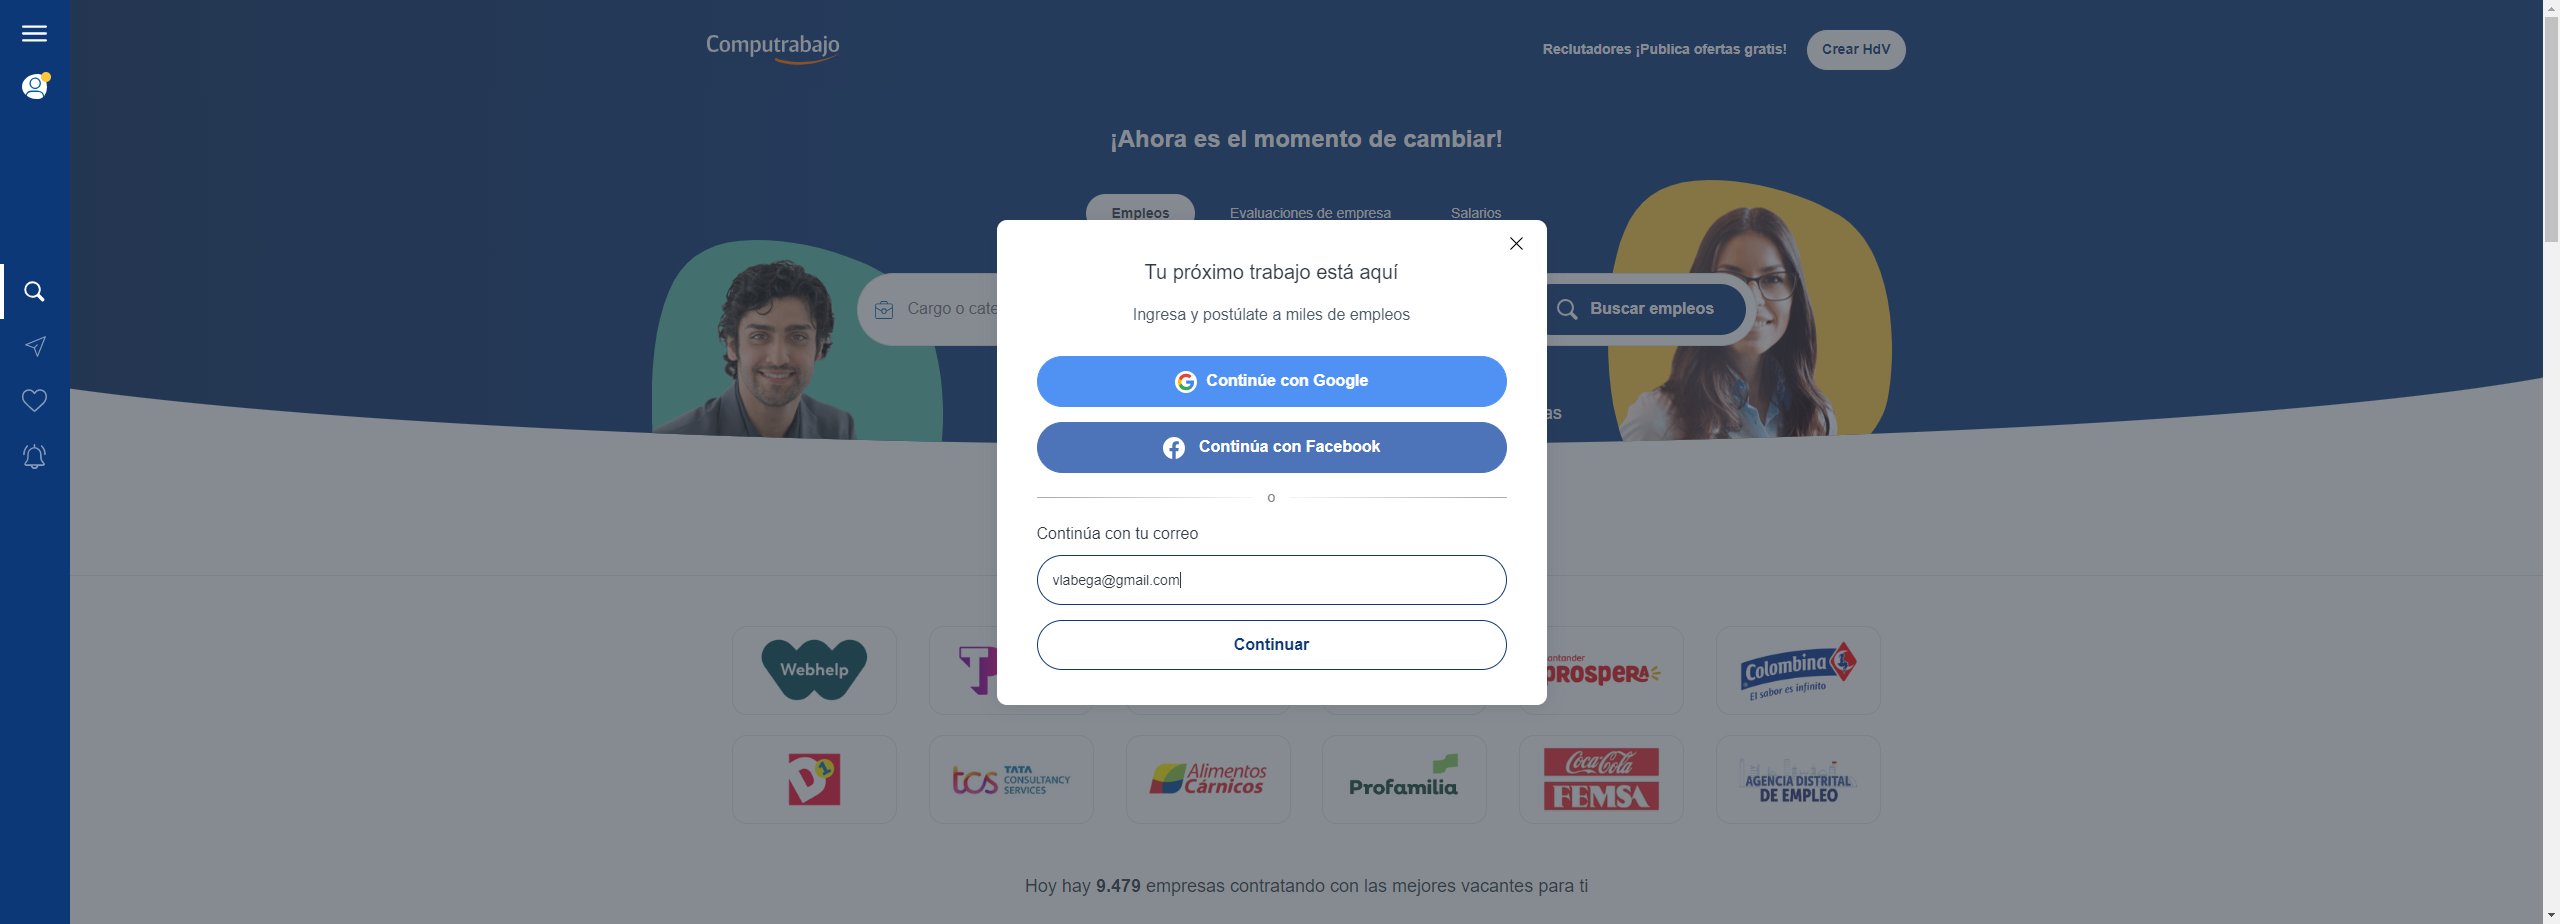 Computrabajo
Reclutadores ¡Publica ofertas gratis!
Crear HdV
¡Ahora es el momento de cambiar!
Empleos
Evaluaciones de empresa
Salarios
Cargo o cate
Buscar empleos
as
Tu próximo trabajo está aquí
Ingresa y postúlate a miles de empleos
Continúe con Google
Continúa con Facebook
o
Continúa con tu correo
vlabega@gmail.com
Continuar
Webhelp
TP
antander
PROSPERA
Colombina
El sabor es infinito
D1
tcs TATA
CONSULTANCY
SERVICES
Alimentos
Cárnicos
Profamilia
Coca-Cola
FEMSA
AGENCIA DISTRITAL
DE EMPLEO
Hoy hay 9.479 empresas contratando con las mejores vacantes para ti